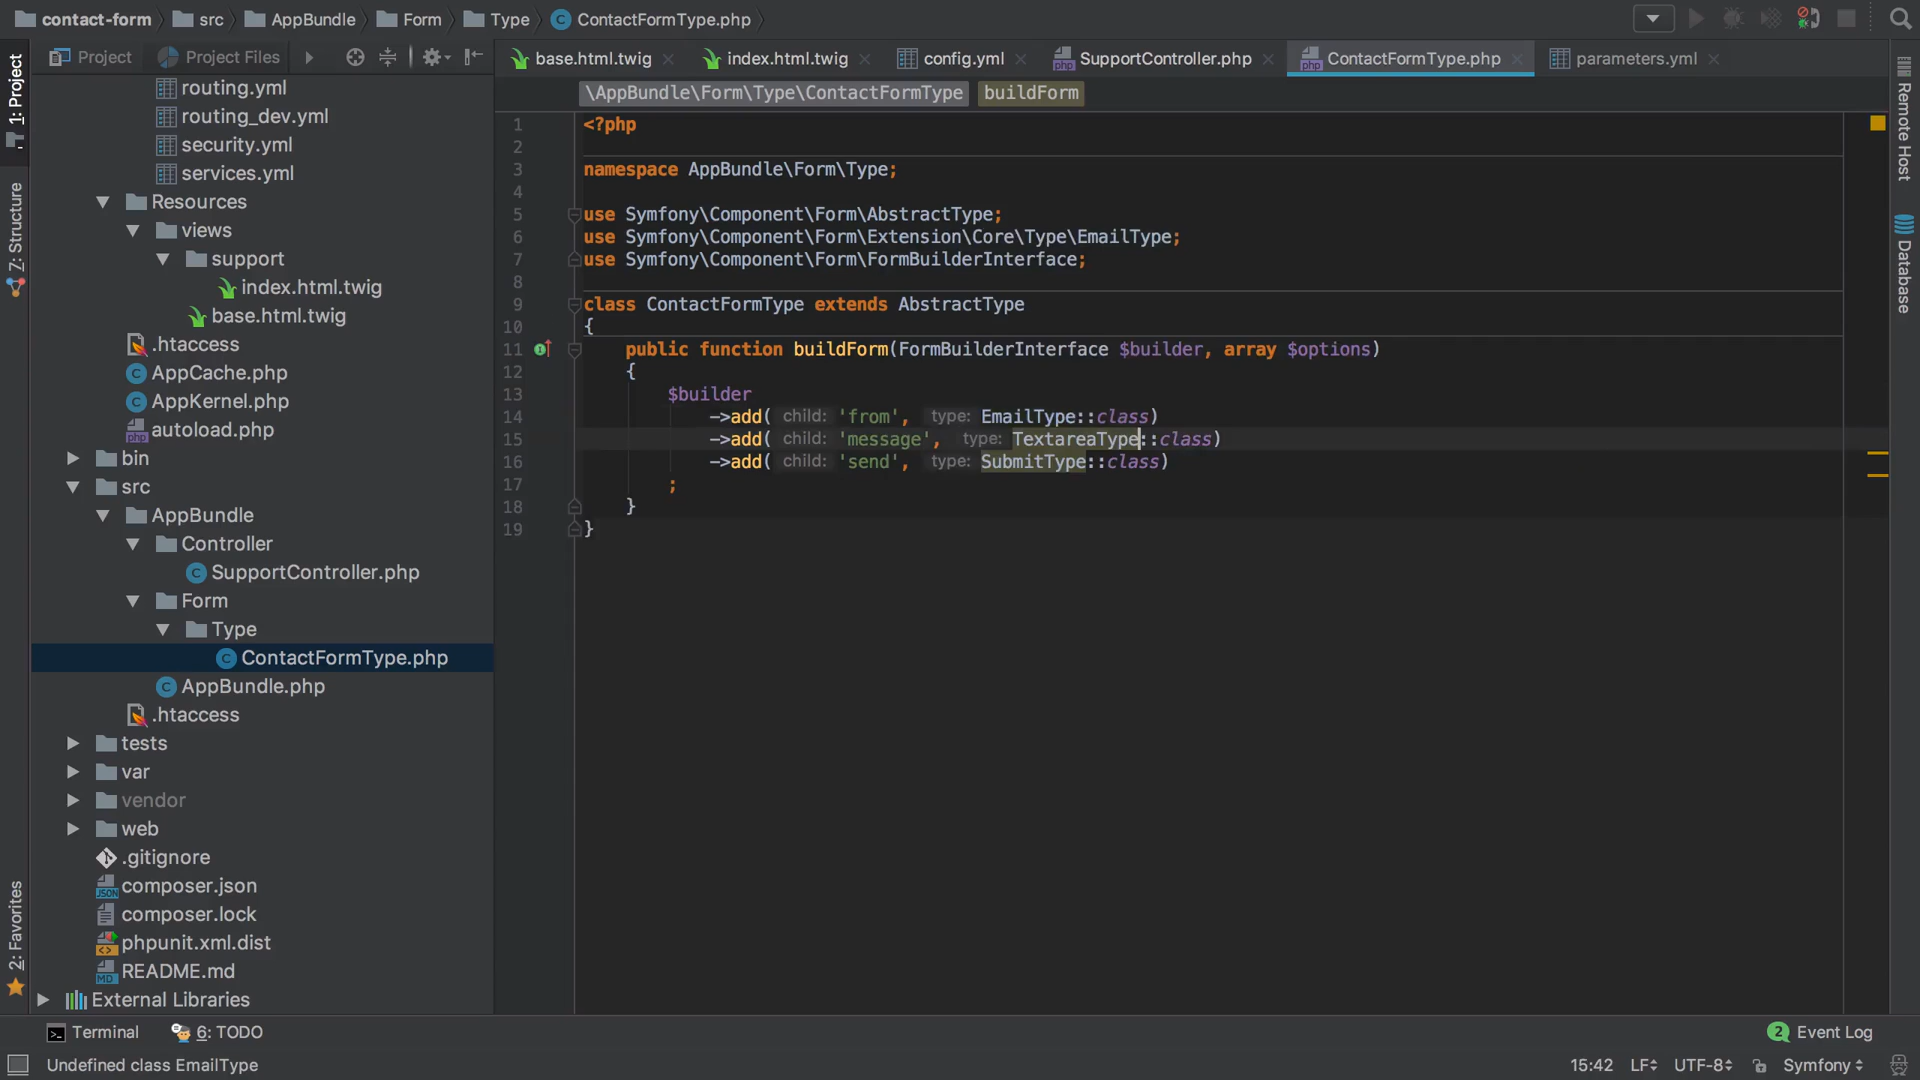 contact-form src AppBundle Form Type ContactFormType.php
1: Project
Z: Structure
2: Favorites
Project Project Files
routing.yml
routing_dev.yml
security.yml
services.yml
Resources
views
support
index.html.twig
base.html.twig
.htaccess
AppCache.php
AppKernel.php
autoload.php
bin
src
AppBundle
Controller
SupportController.php
Form
Type
ContactFormType.php
AppBundle.php
.htaccess
tests
var
vendor
web
.gitignore
composer.json
composer.lock
phpunit.xml.dist
README.md
External Libraries
base.html.twig index.html.twig config.yml SupportController.php ContactFormType.php parameters.yml
\AppBundle\Form\Type\ContactFormType buildForm
1 <?php
2
3 namespace AppBundle\Form\Type;
4
5 use Symfony\Component\Form\AbstractType;
6 use Symfony\Component\Form\Extension\Core\Type\EmailType;
7 use Symfony\Component\Form\FormBuilderInterface;
8
9 class ContactFormType extends AbstractType
10 {
11 public function buildForm(FormBuilderInterface $builder, array $options)
12 {
13 $builder
14 ->add( child: 'from', type: EmailType::class)
15 ->add( child: 'message', type: TextareaType::class)
16 ->add( child: 'send', type: SubmitType::class)
17 ;
18 }
19 }
Remote Host
Database
Terminal 6: TODO 2 Event Log
Undefined class EmailType 15:42 LF UTF-8 Symfony